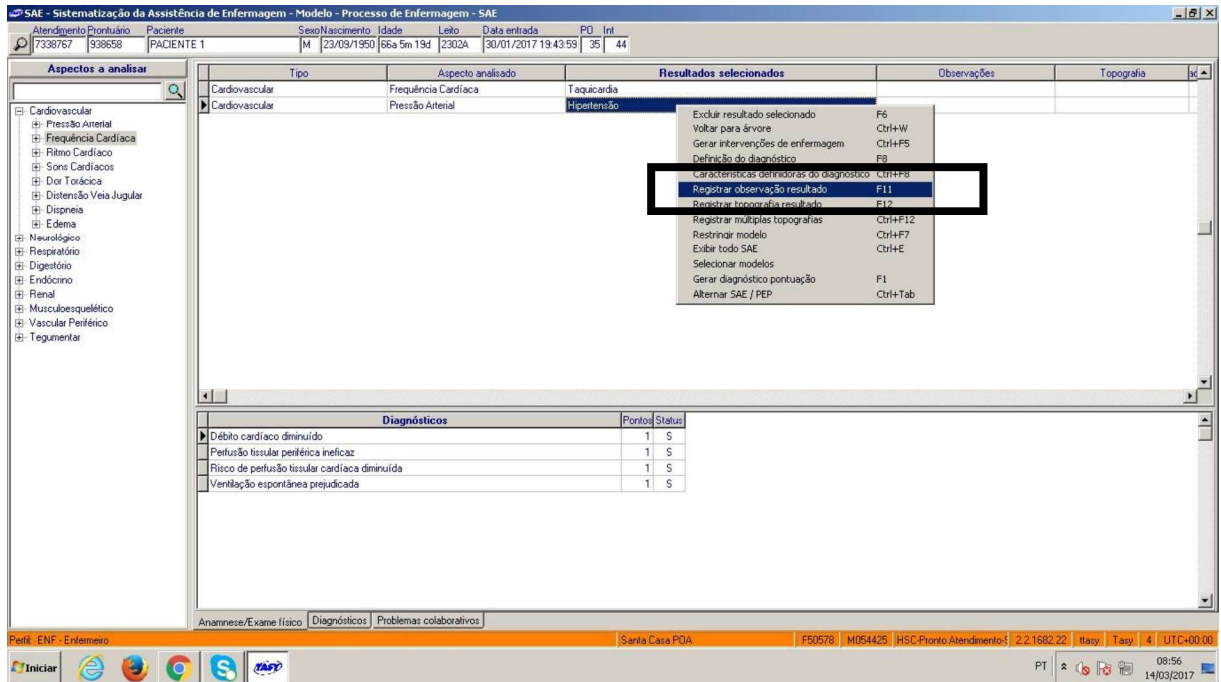 SAE - Sistematização da Assistência de Enfermagem - Modelo - Processo de Enfermagem - SAE
Atendimento Prontuário Paciente Sexo Nascimento Idade Leito Data entrada PO Int
7338767 938658 PACIENTE 1 M 23/09/1950 66a 5m 19d 2302A 30/01/2017 19:43:59 35 44
Aspectos a analisar
Cardiovascular
Pressão Arterial
Frequência Cardíaca
Ritmo Cardíaco
Sons Cardíacos
Dor Torácica
Distensão Veia Jugular
Dispneia
Edema
Neurológico
Respiratório
Digestório
Endócrino
Renal
Musculoesquelético
Vascular Periférico
Tegumentar
Tipo Aspecto analisado Resultados selecionados Observações Topografia
Cardiovascular Frequência Cardíaca Taquicardia
Cardiovascular Pressão Arterial Hipertensão
Excluir resultado selecionado F6
Voltar para árvore Ctrl+W
Gerar intervenções de enfermagem Ctrl+F5
Definição do diagnóstico F8
Características definidoras do diagnóstico Ctrl+F8
Registrar observação resultado F11
Registrar topografia resultado F12
Registrar múltiplas topografias Ctrl+F12
Restringir modelo Ctrl+F7
Exibir todo SAE Ctrl+E
Selecionar modelos
Gerar diagnóstico pontuação F1
Alternar SAE / PEP Ctrl+Tab
Diagnósticos Pontos Status
Débito cardíaco diminuído 1 S
Perfusão tissular periférica ineficaz 1 S
Risco de perfusão tissular cardíaca diminuída 1 S
Ventilação espontânea prejudicada 1 S
Anamnese/Exame físico Diagnósticos Problemas colaborativos
Perfil: ENF - Enfermeiro Santa Casa POA F50578 M054425 HSC-Pronto Atendimento-S 2.2.1682.22 ttasy Tasy 4 UTC+00:00
Iniciar TASY PT 08:56
14/03/2017